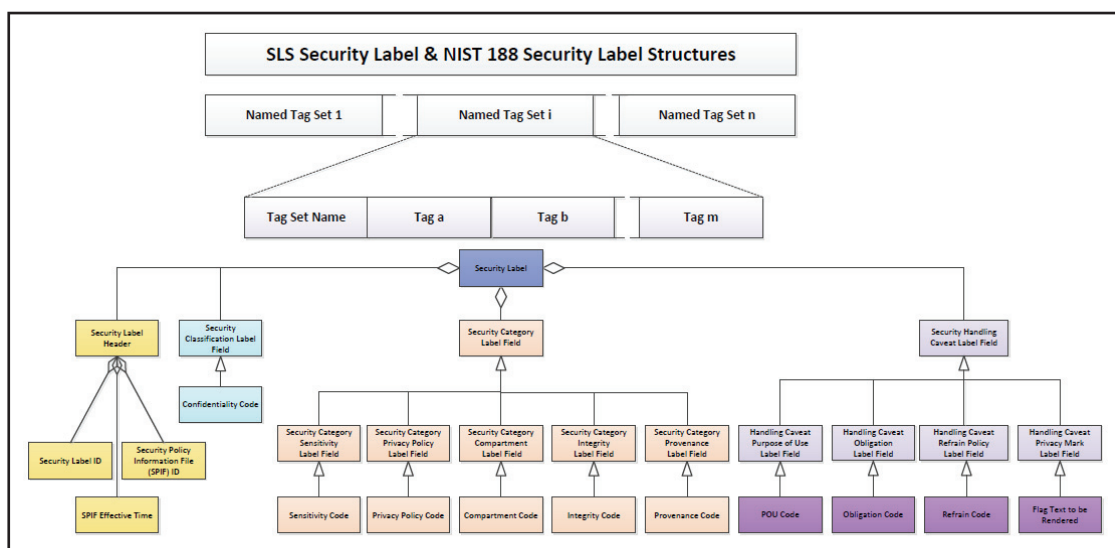 SLS Security Label & NIST 188 Security Label Structures
Named Tag Set 1
Named Tag Set i
Named Tag Set n
Tag Set Name
Tag a
Tag b
Tag m
Security Label
Security Label
Header
Security
Classification Label
Field
Security Category
Label Field
Security Handling
Caveat Label Field
Confidentiality Code
Security Label ID
Security Policy
Information File
(SPIF) ID
SPIF Effective Time
Security Category
Sensitivity
Label Field
Security Category
Privacy Policy
Label Field
Security Category
Compartment
Label Field
Security Category
Integrity
Label Field
Security Category
Provenance
Label Field
Handling Caveat
Purpose of Use
Label Field
Handling Caveat
Obligation
Label Field
Handling Caveat
Refrain Policy
Label Field
Handling Caveat
Privacy Mark
Label Field
Sensitivity Code
Privacy Policy Code
Compartment Code
Integrity Code
Provenance Code
POU Code
Obligation Code
Refrain Code
Flag Text to be
Rendered